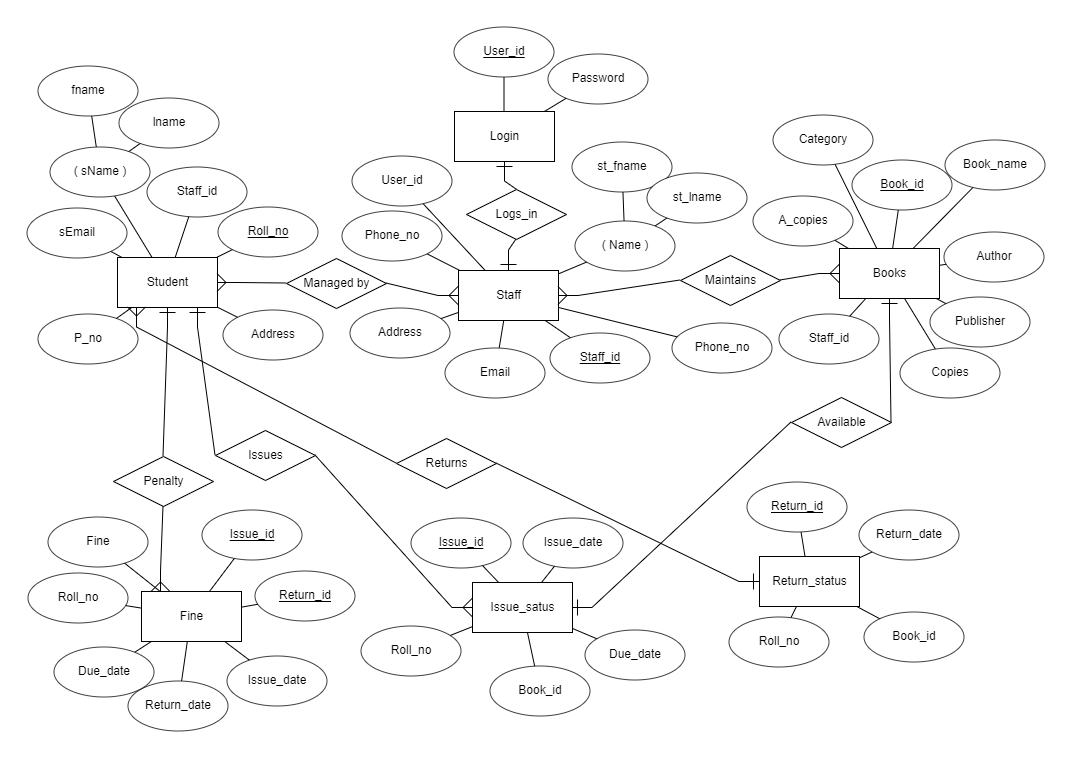 User_id
Password
Login
fname
lname
( sName )
Staff_id
sEmail
Roll_no
Student
P_no
Address
Managed by
User_id
Phone_no
Logs_in
st_fname
st_lname
( Name )
Staff
Address
Email
Staff_id
Phone_no
Maintains
Category
Book_id
Book_name
A_copies
Books
Author
Publisher
Staff_id
Copies
Available
Issues
Returns
Penalty
Fine
Issue_id
Roll_no
Return_id
Fine
Due_date
Return_date
Issue_date
Issue_id
Issue_date
Issue_satus
Roll_no
Book_id
Due_date
Return_id
Return_date
Return_status
Roll_no
Book_id